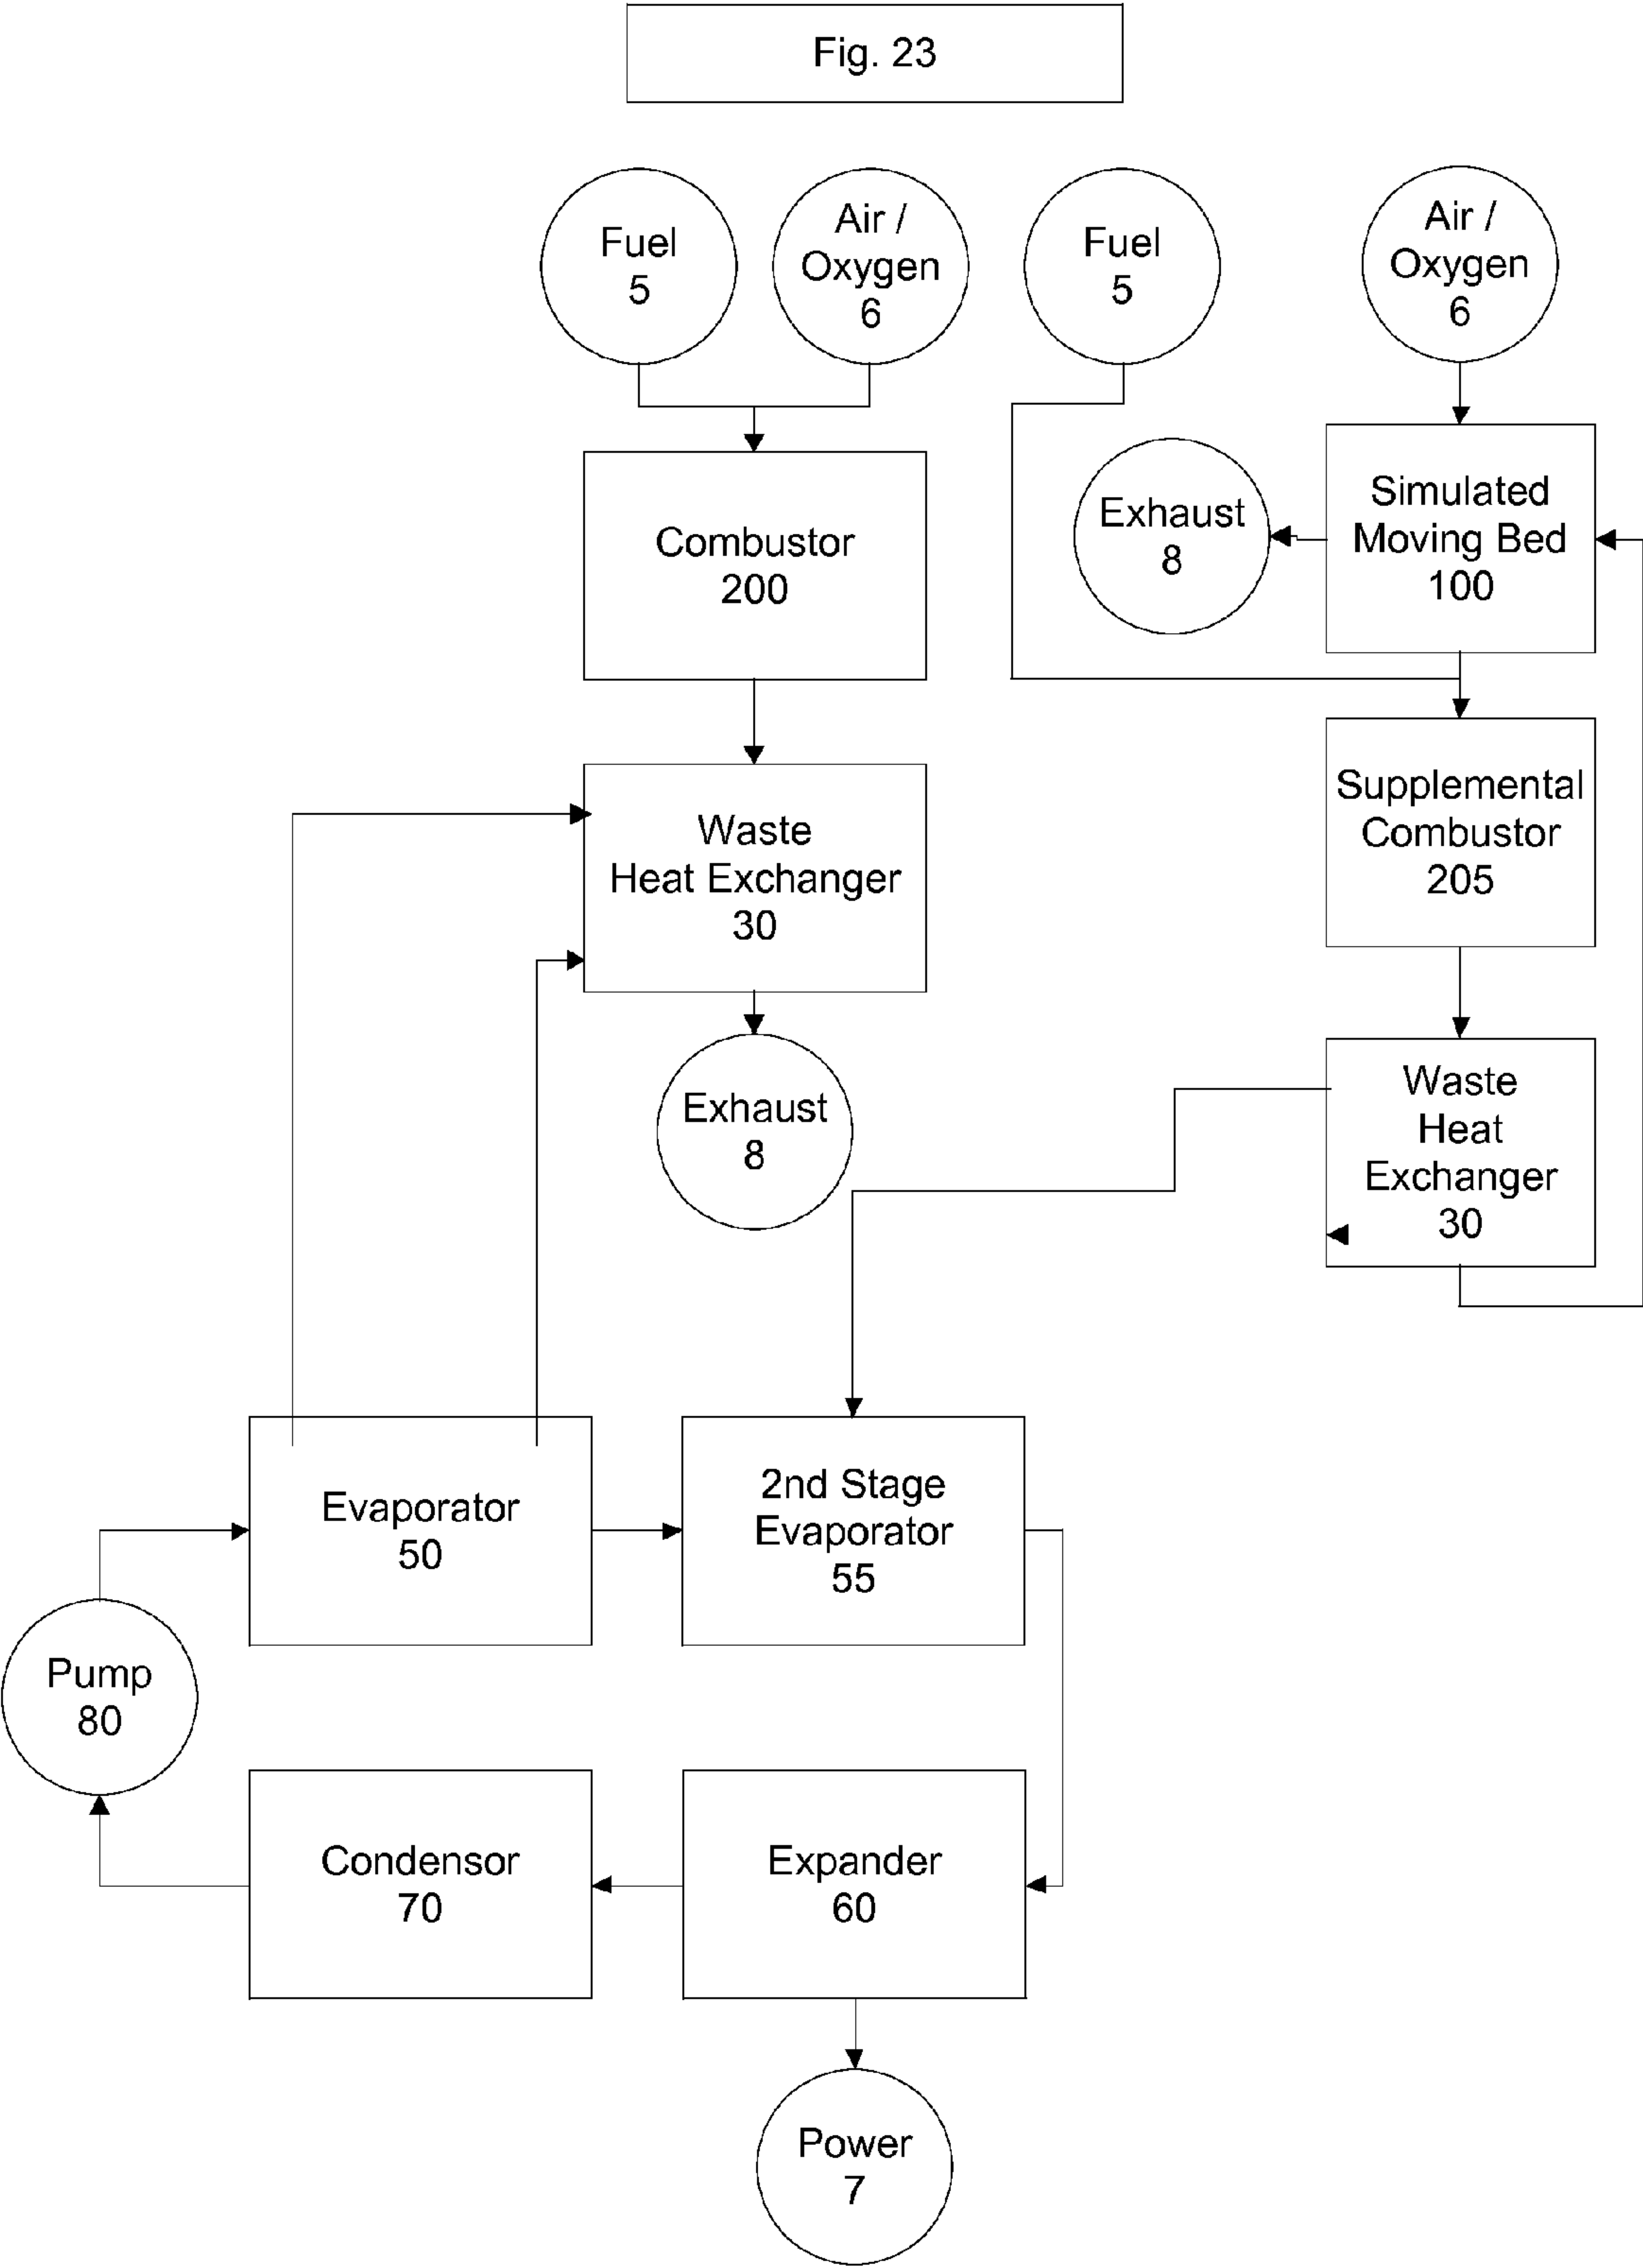 Fig. 23
Fuel
5
Air /
Oxygen
6
Fuel
5
Air /
Oxygen
6
Combustor
200
Exhaust
8
Simulated
Moving Bed
100
Waste
Heat Exchanger
30
Supplemental
Combustor
205
Exhaust
8
Waste
Heat
Exchanger
30
Evaporator
50
2nd Stage
Evaporator
55
Pump
80
Condensor
70
Expander
60
Power
7